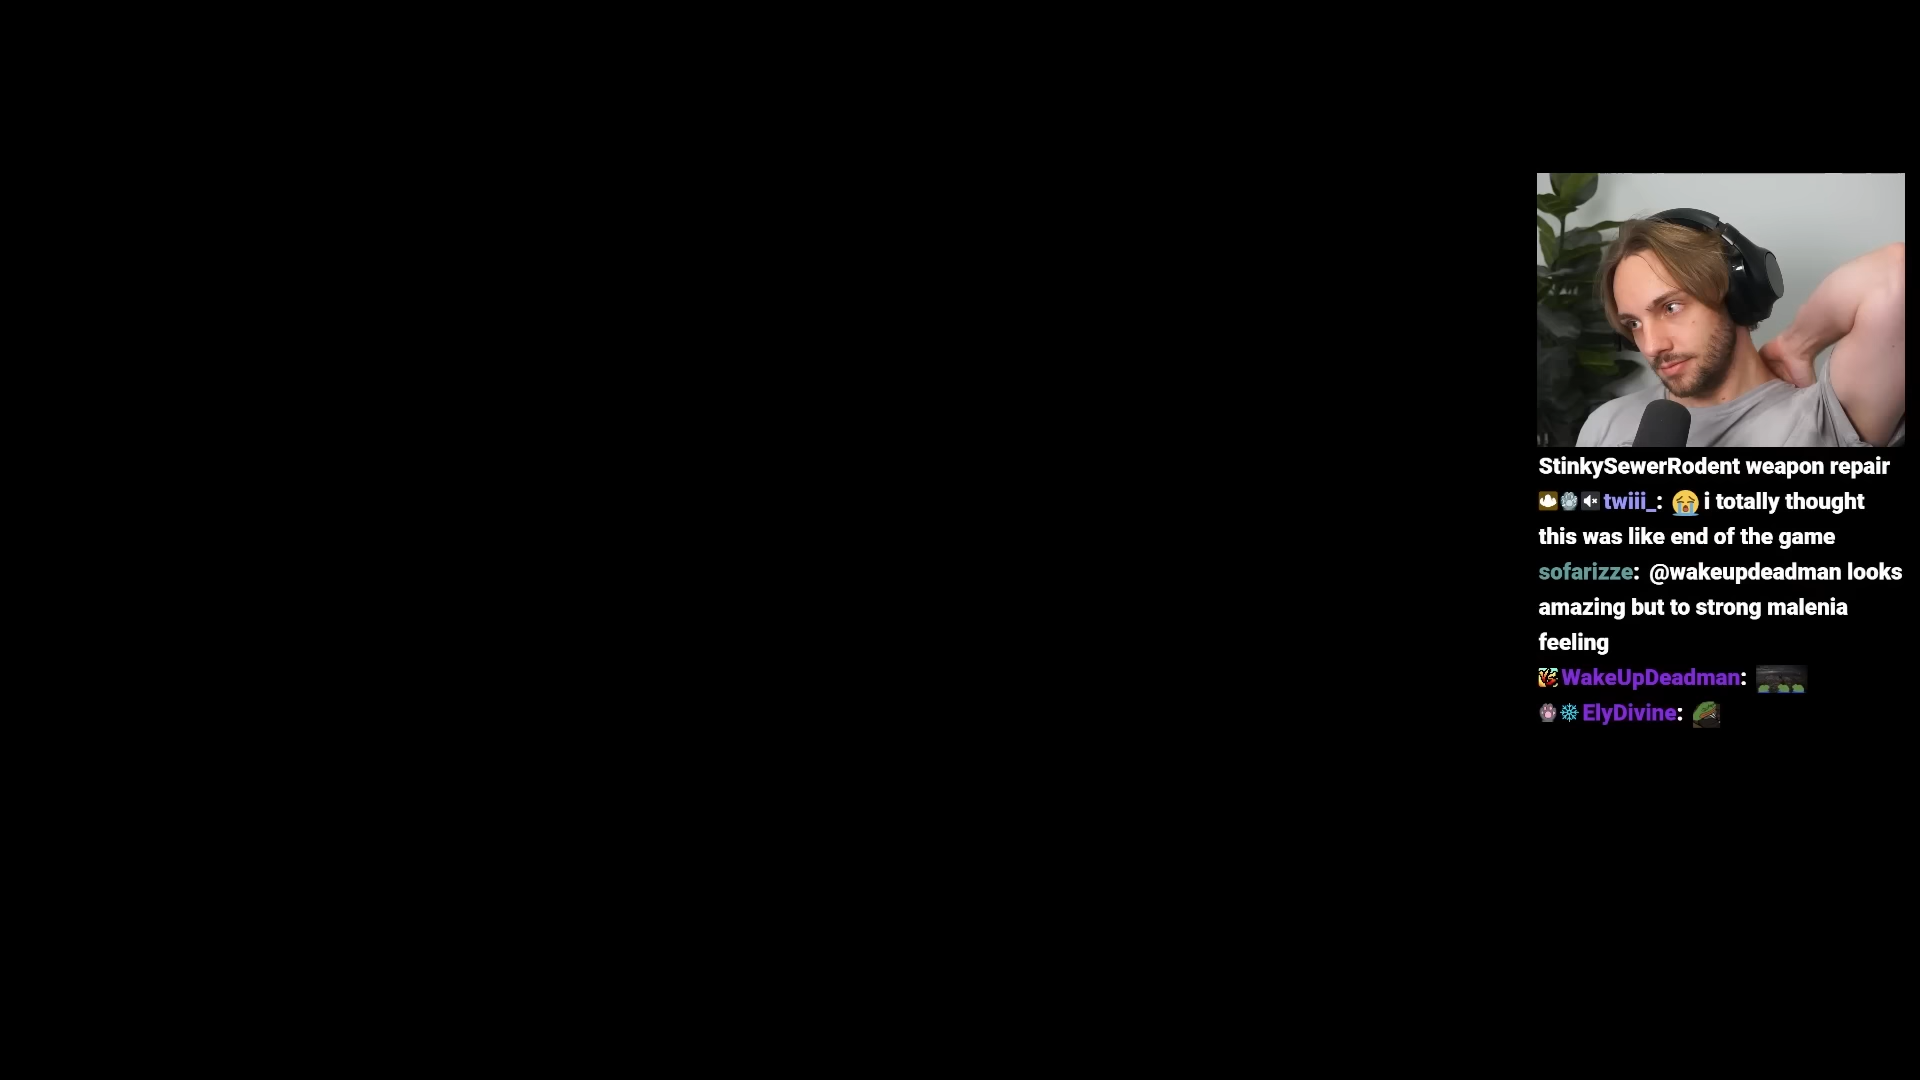 StinkySewerRodent weapon repair
twiii_: i totally thought
this was like end of the game
sofarizze: @wakeupdeadman looks
amazing but to strong malenia
feeling
WakeUpDeadman:
ElyDivine: